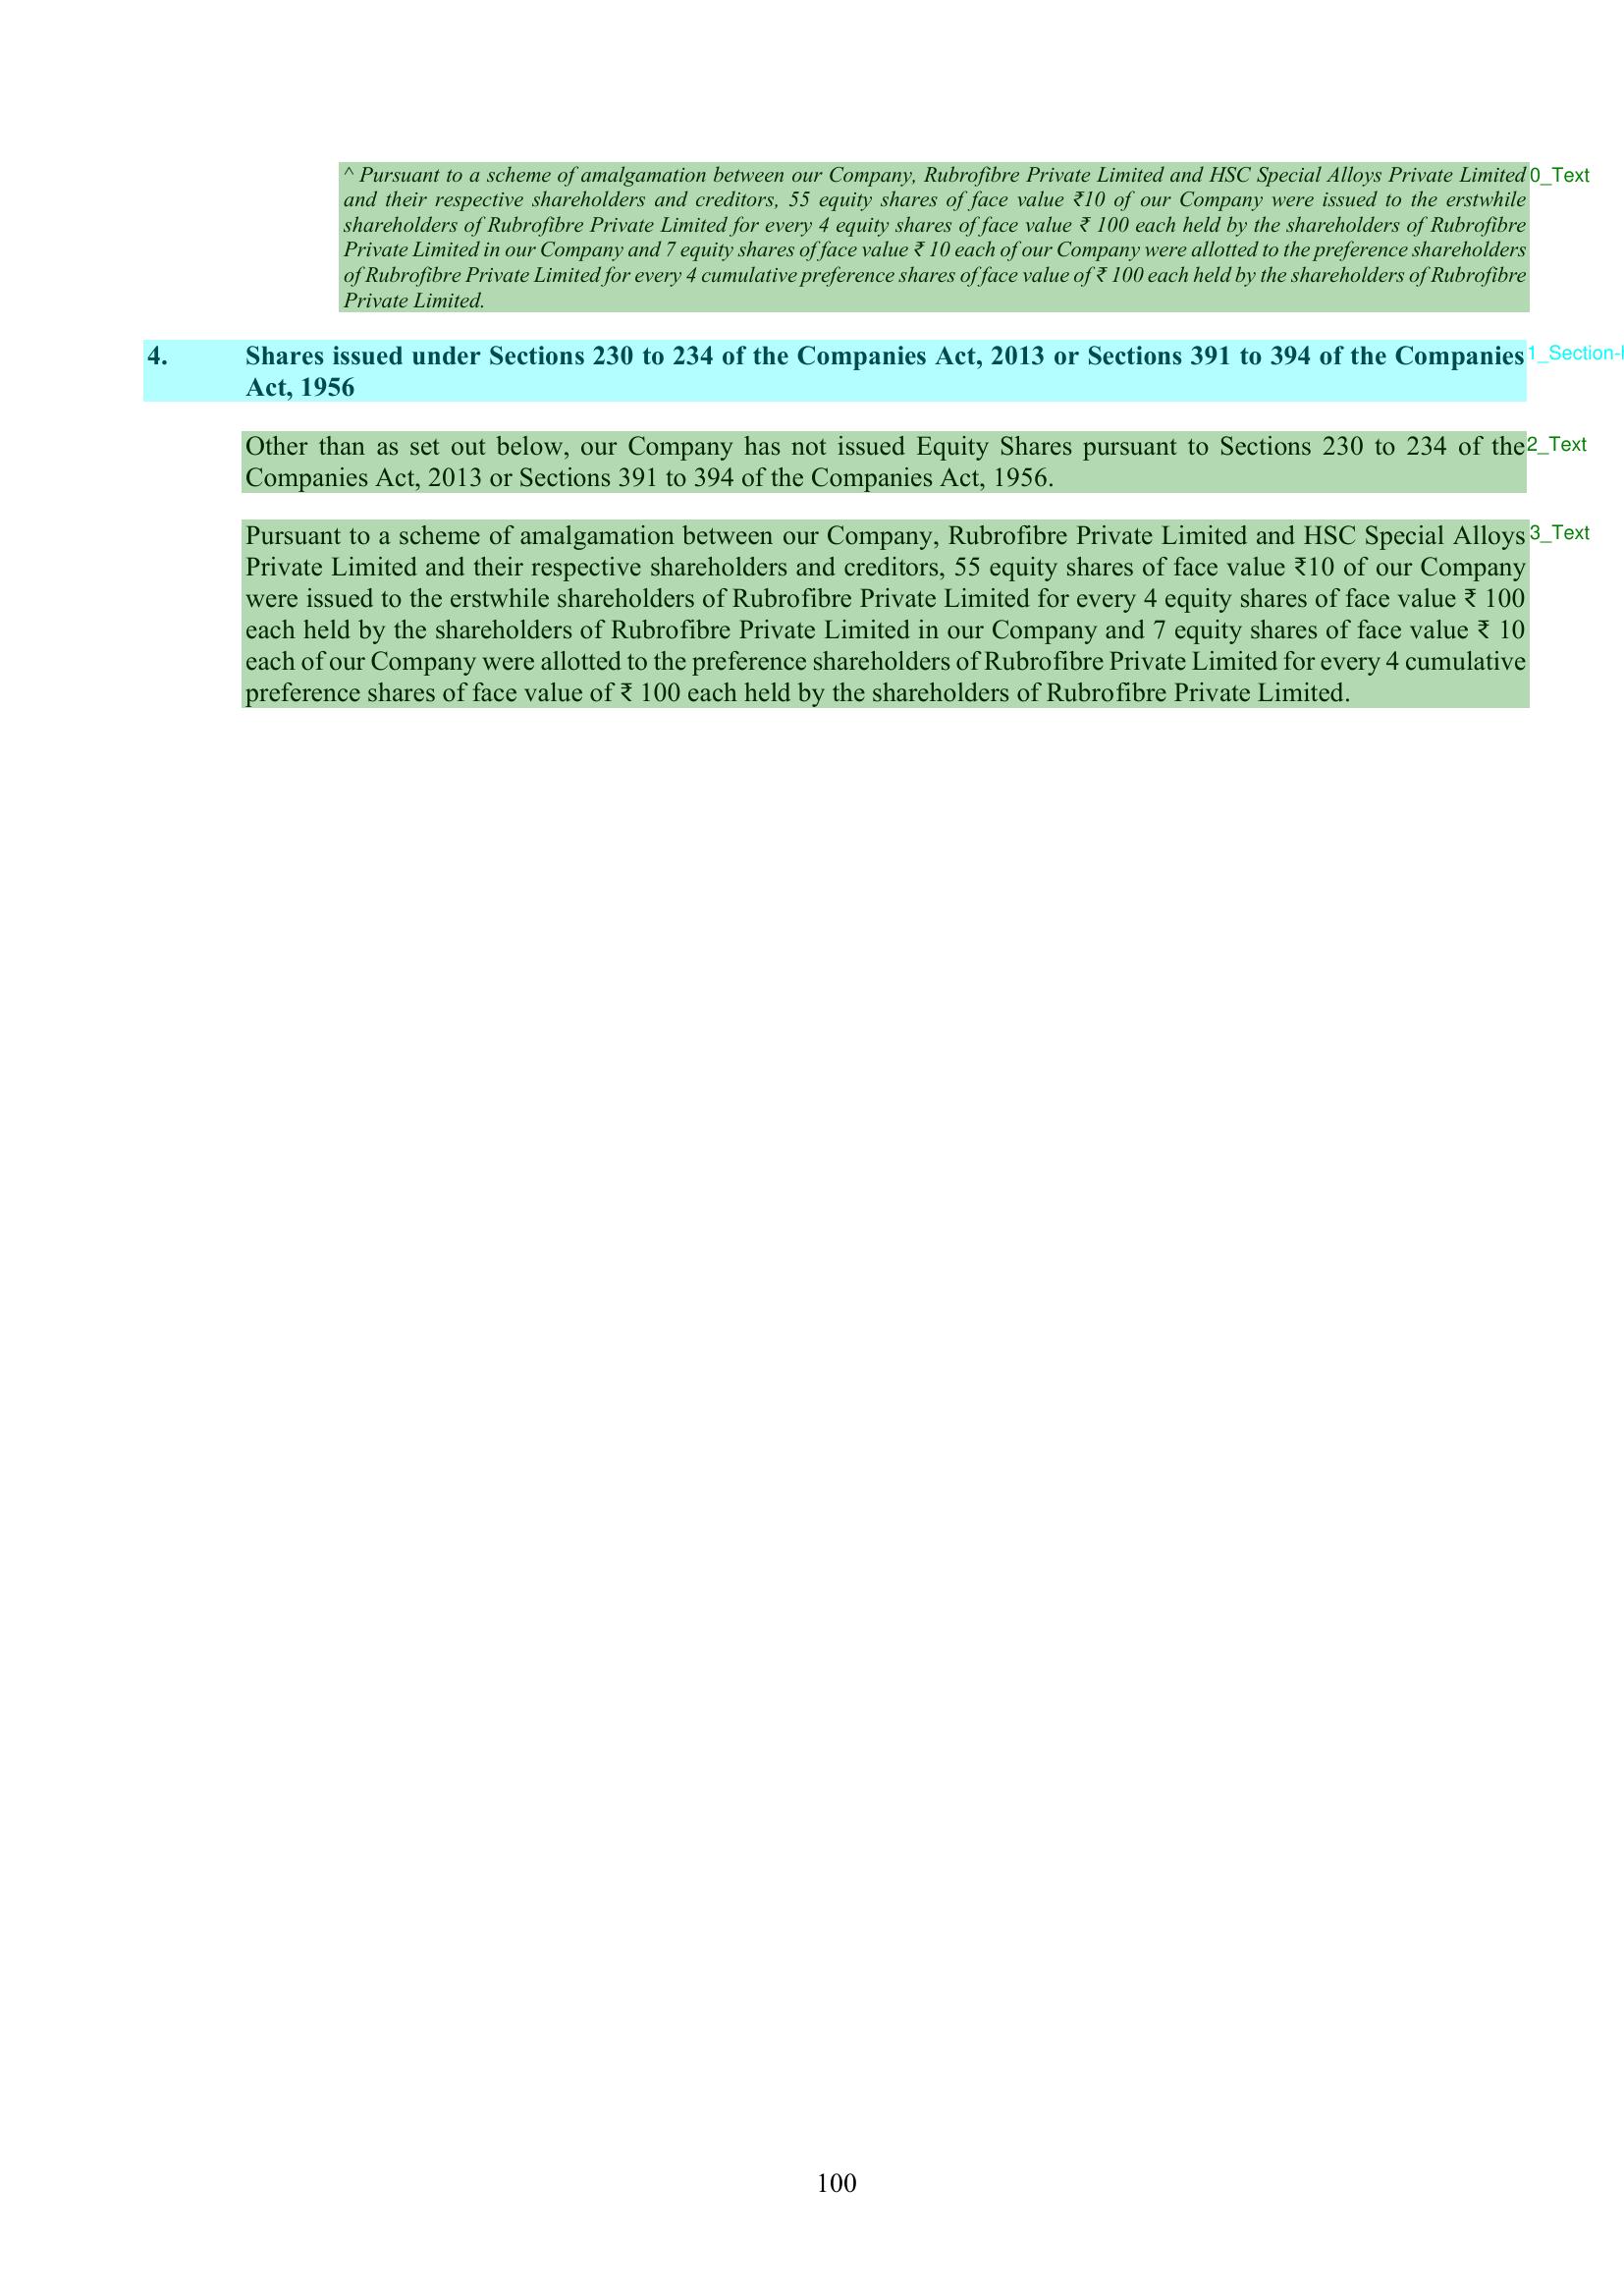 ^ Pursuant to a scheme of amalgamation between our Company, Rubrofibre Private Limited and HSC Special Alloys Private Limited 0_Text
and their respective shareholders and creditors, 55 equity shares of face value ₹10 of our Company were issued to the erstwhile
shareholders of Rubrofibre Private Limited for every 4 equity shares of face value ₹ 100 each held by the shareholders of Rubrofibre
Private Limited in our Company and 7 equity shares of face value ₹ 10 each of our Company were allotted to the preference shareholders
of Rubrofibre Private Limited for every 4 cumulative preference shares of face value of ₹ 100 each held by the shareholders of Rubrofibre
Private Limited.
4. Shares issued under Sections 230 to 234 of the Companies Act, 2013 or Sections 391 to 394 of the Companies 1_Section-
Act, 1956
Other than as set out below, our Company has not issued Equity Shares pursuant to Sections 230 to 234 of the 2_Text
Companies Act, 2013 or Sections 391 to 394 of the Companies Act, 1956.
Pursuant to a scheme of amalgamation between our Company, Rubrofibre Private Limited and HSC Special Alloys 3_Text
Private Limited and their respective shareholders and creditors, 55 equity shares of face value ₹10 of our Company
were issued to the erstwhile shareholders of Rubrofibre Private Limited for every 4 equity shares of face value ₹ 100
each held by the shareholders of Rubrofibre Private Limited in our Company and 7 equity shares of face value ₹ 10
each of our Company were allotted to the preference shareholders of Rubrofibre Private Limited for every 4 cumulative
preference shares of face value of ₹ 100 each held by the shareholders of Rubrofibre Private Limited.
100